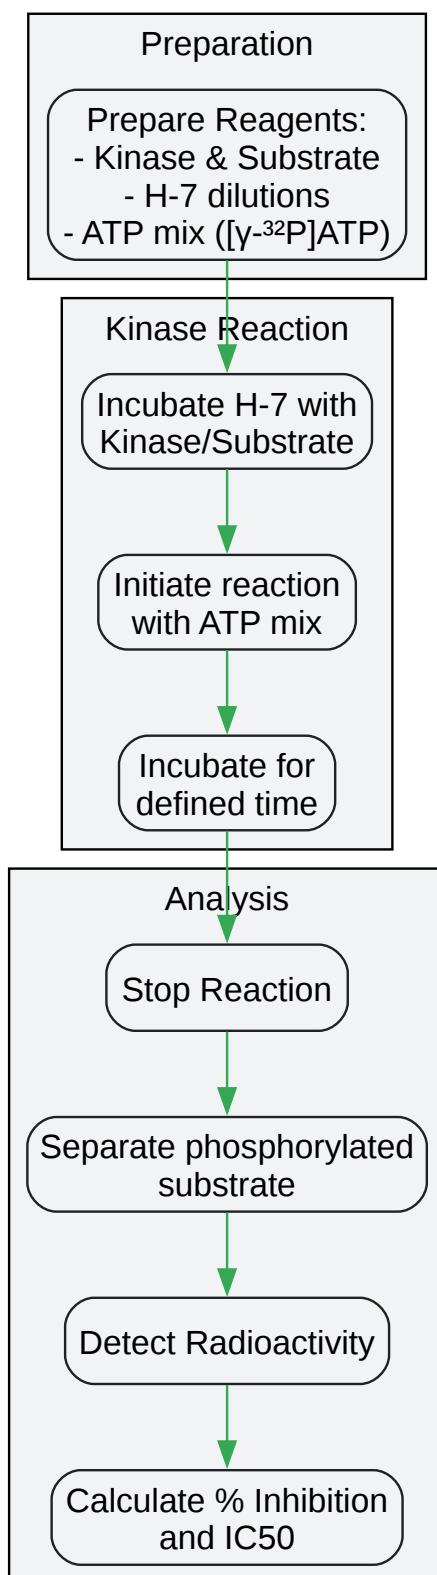 Preparation
Prepare Reagents:
- Kinase & Substrate
- H-7 dilutions
- ATP mix ([γ-³²P]ATP)
Kinase Reaction
Incubate H-7 with
Kinase/Substrate
Initiate reaction
with ATP mix
Incubate for
defined time
Analysis
Stop Reaction
Separate phosphorylated
substrate
Detect Radioactivity
Calculate % Inhibition
and IC50